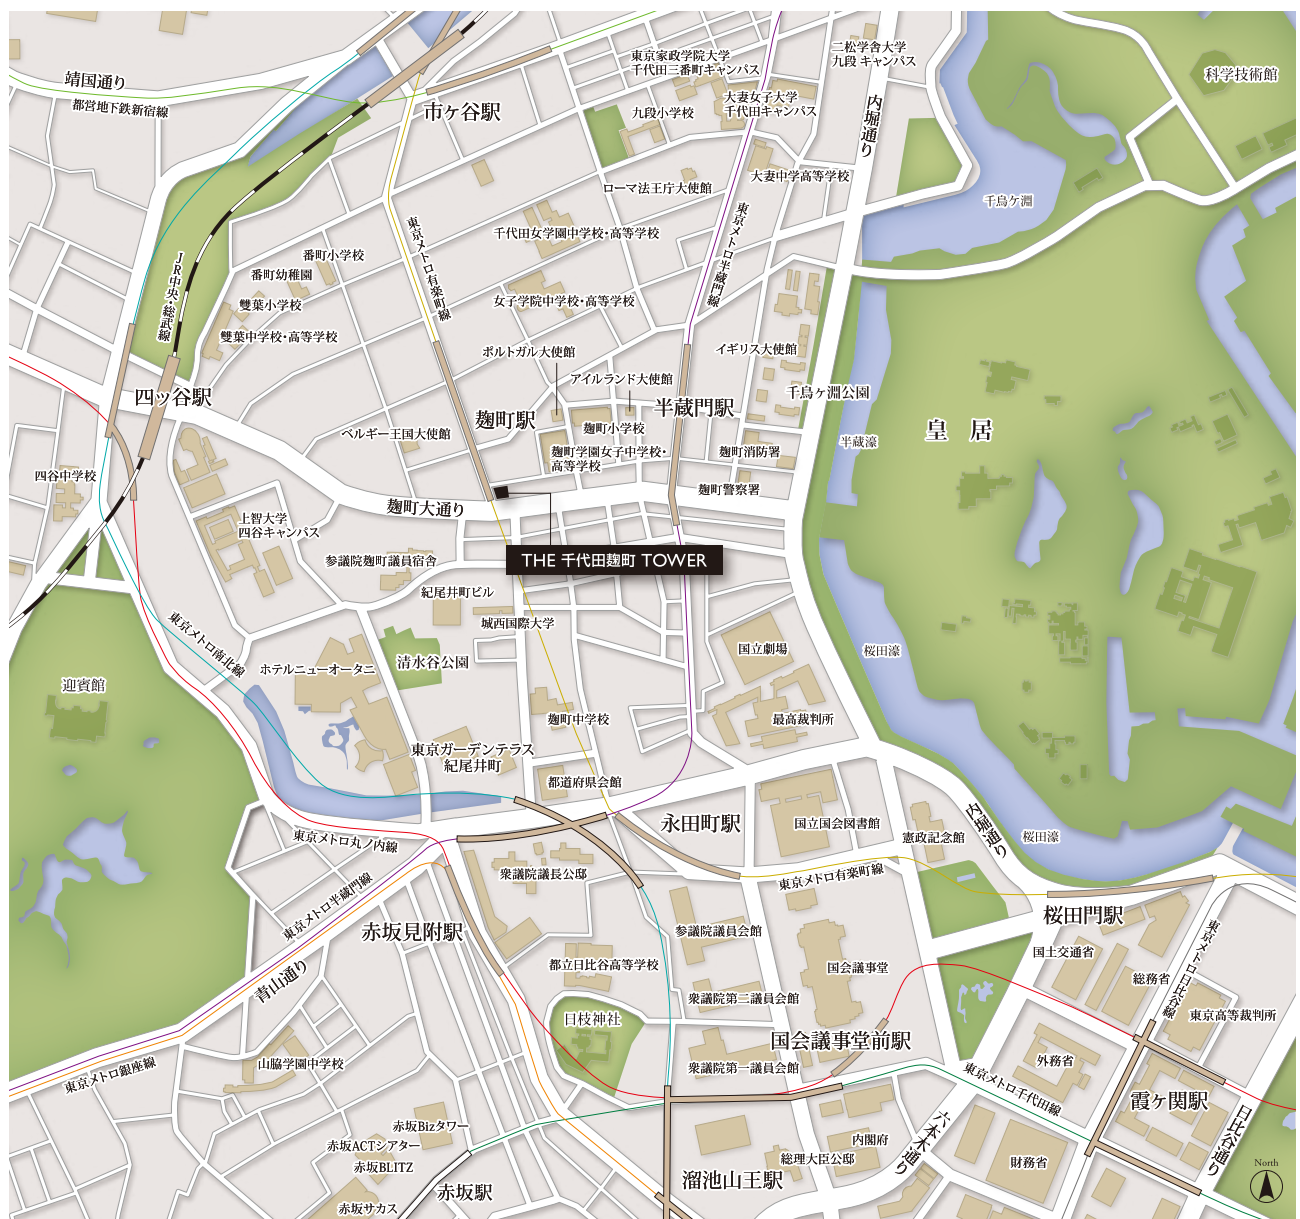 靖国通り
都営地下鉄新宿線
市ヶ谷駅
東京家政学院大学
千代田三番町キャンパス
二松学舎大学
九段キャンパス
科学技術館
大妻女子大学
千代田キャンパス
九段小学校
内堀通り
ローマ法王庁大使館
大妻中学高等学校
千鳥ケ淵
東京メトロ有楽町線
千代田女学園中学校・高等学校
東京メトロ半蔵門線
JR中央・総武線
番町小学校
番町幼稚園
雙葉小学校
雙葉中学校・高等学校
女子学院中学校・高等学校
ポルトガル大使館
イギリス大使館
アイルランド大使館
四ッ谷駅
麹町駅
半蔵門駅
千鳥ヶ淵公園
ベルギー王国大使館
麹町小学校
皇居
半蔵濠
麹町学園女子中学校・
高等学校
麹町消防署
四谷中学校
麹町警察署
麹町大通り
上智大学
四谷キャンパス
参議院麹町議員宿舎
THE 千代田麹町 TOWER
紀尾井町ビル
城西国際大学
東京メトロ南北線
ホテルニューオータニ
清水谷公園
国立劇場
桜田濠
迎賓館
麹町中学校
最高裁判所
東京ガーデンテラス
紀尾井町
都道府県会館
永田町駅
国立国会図書館
憲政記念館
内堀通り
桜田濠
東京メトロ丸ノ内線
衆議院議長公邸
東京メトロ有楽町線
東京メトロ半蔵門線
赤坂見附駅
参議院議員会館
桜田門駅
国土交通省
東京メトロ日比谷線
青山通り
都立日比谷高等学校
国会議事堂
総務省
衆議院第二議員会館
日枝神社
東京高等裁判所
国会議事堂前駅
山脇学園中学校
衆議院第一議員会館
外務省
東京メトロ銀座線
東京メトロ千代田線
霞ヶ関駅
赤坂Bizタワー
六本木通り
日比谷通り
赤坂ACTシアター
内閣府
赤坂BLITZ
総理大臣公邸
財務省
North
赤坂駅
溜池山王駅
赤坂サカス